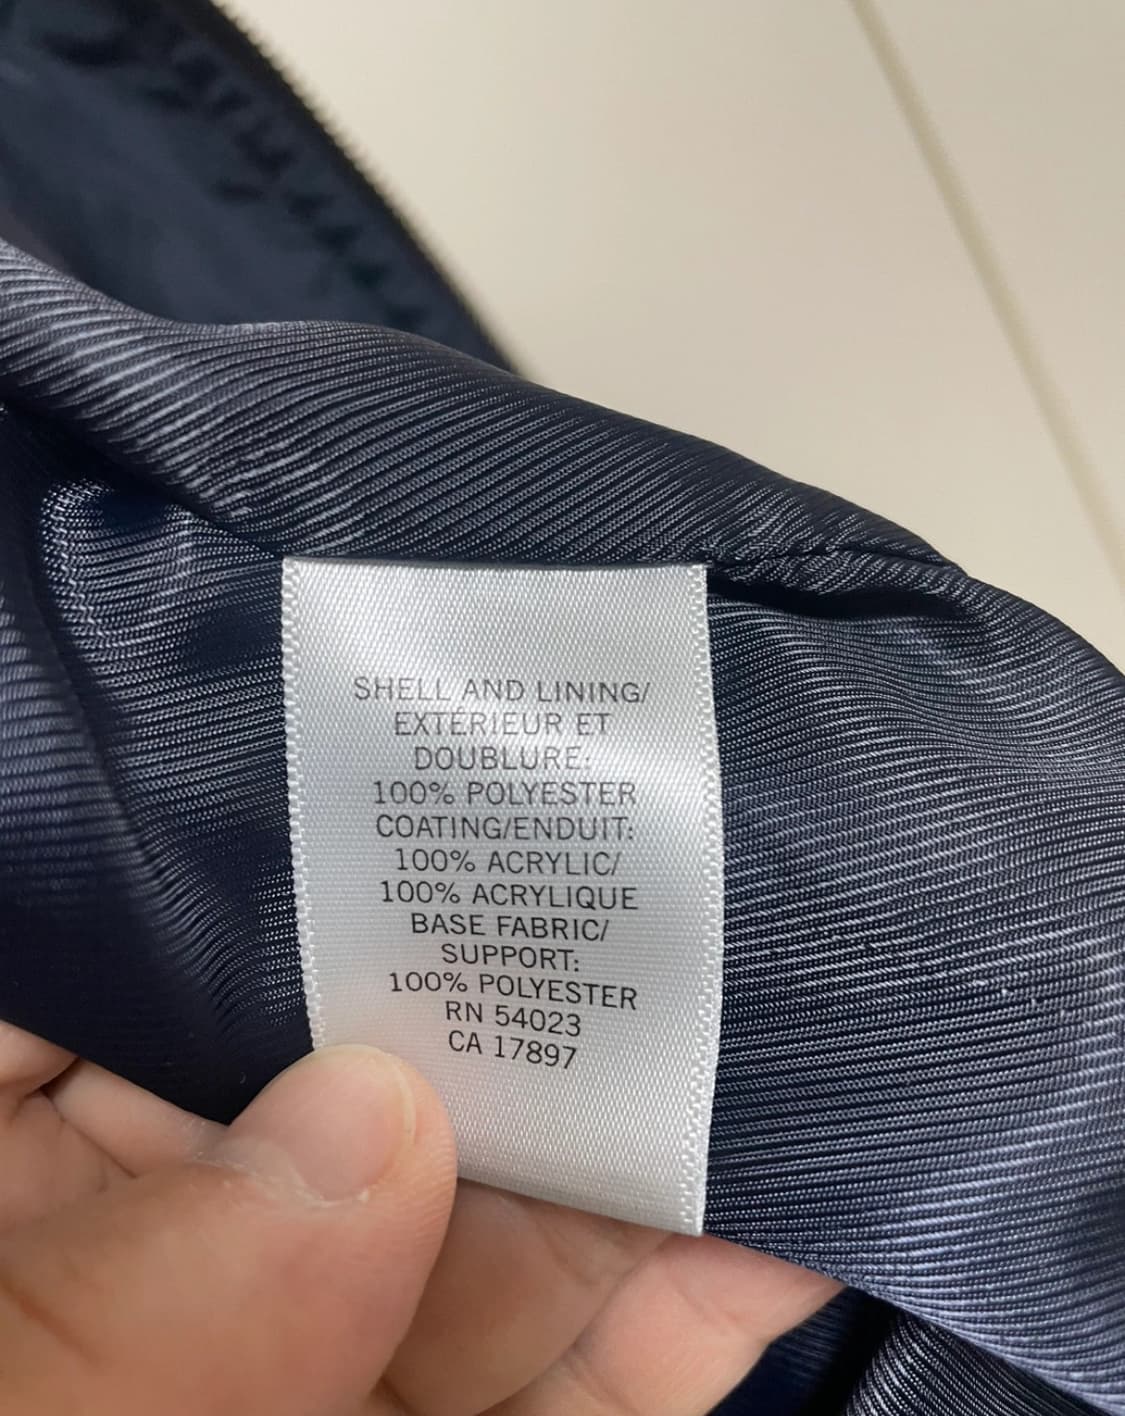 SHELL AND LINING/
EXTÉRIEUR ET
DOUBLURE:
100% POLYESTER
COATING/ENDUIT:
100% ACRYLIC/
100% ACRYLIQUE
BASE FABRIC/
SUPPORT:
100% POLYESTER
RN 54023
CA 17897